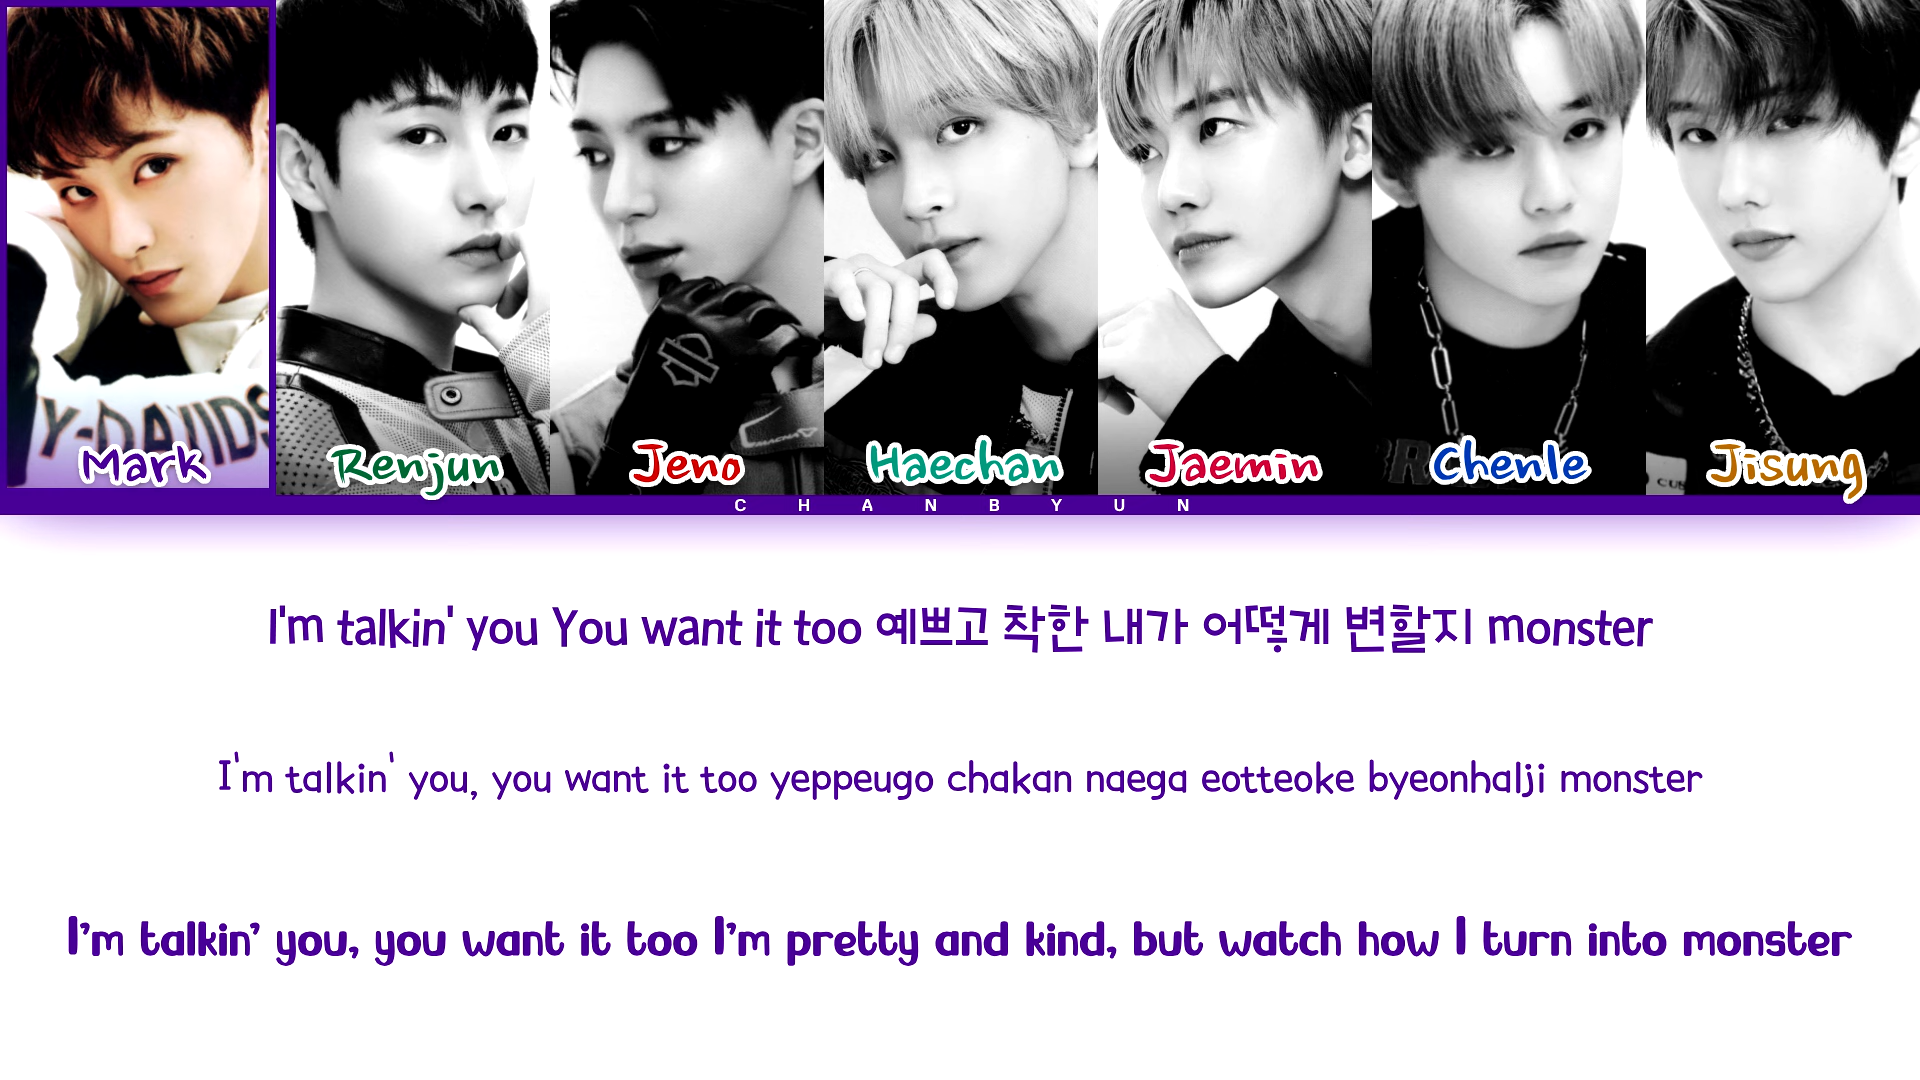 Y-DAVIDS
Mark
Renjun
Jeno
Haechan
Jaemin
Chenle
Jisung
CHANBYUN
I'm talkin' you You want it too 예쁘고 착한 내가 어떻게 변할지 monster
I'm talkin' you, you want it too yeppeugo chakan naega eotteoke byeonhalji monster
I'm talkin' you, you want it too I'm pretty and kind, but watch how I turn into monster